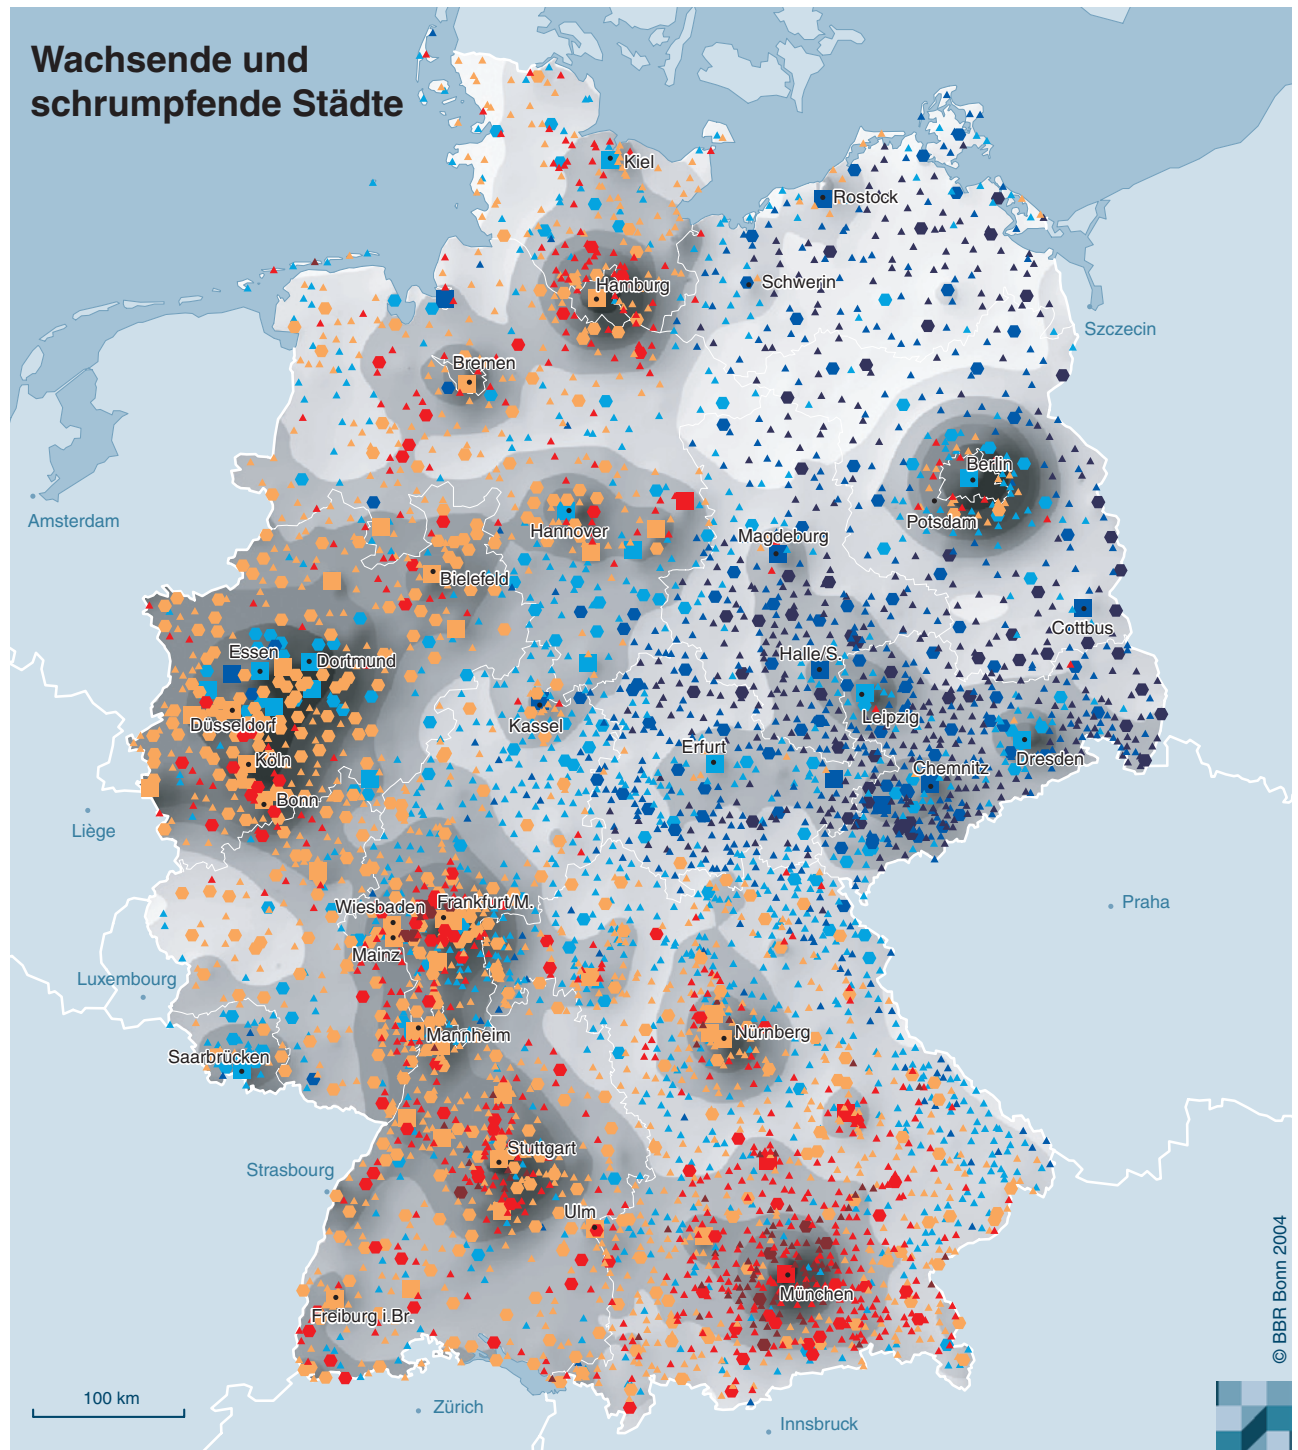 Wachsende und
schrumpfende Städte
Kiel
Rostock
Hamburg
Schwerin
Szczecin
Bremen
Berlin
Amsterdam
Potsdam
Hannover
Magdeburg
Bielefeld
Cottbus
Essen
Dortmund
Halle/S.
Düsseldorf
Kassel
Leipzig
Erfurt
Köln
Dresden
Chemnitz
Bonn
Liège
Wiesbaden
Frankfurt/M.
Praha
Mainz
Luxembourg
Mannheim
Nürnberg
Saarbrücken
Stuttgart
Strasbourg
Ulm
München
Freiburg i.Br.
100 km
Zürich
Innsbruck
© BBR Bonn 2004